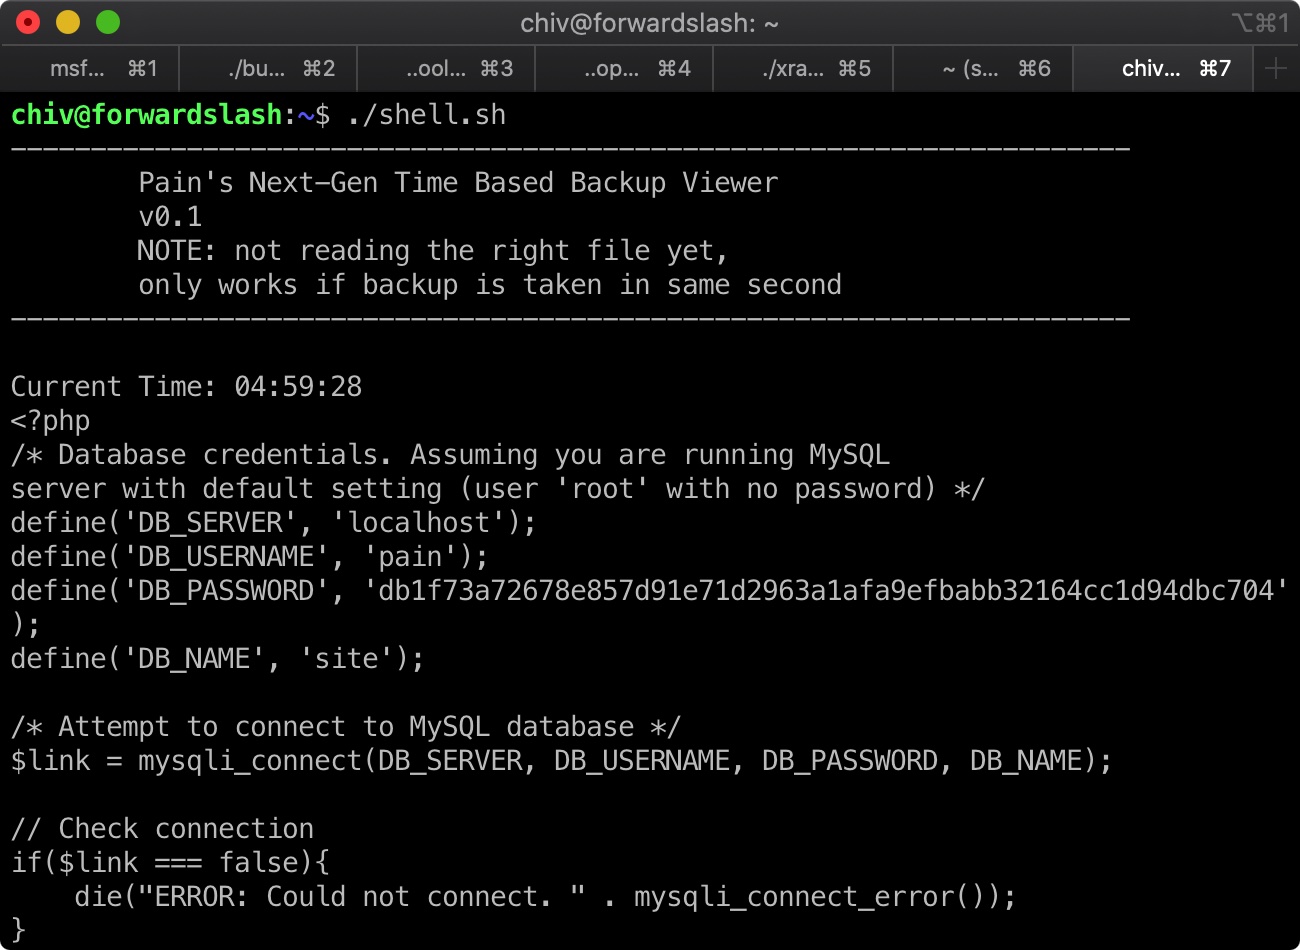 chiv@forwardslash: ~
⌥⌘1
msf... ⌘1 ./bu... ⌘2 ..ool... ⌘3 ..op... ⌘4 ./xra... ⌘5 ~ (s... ⌘6 chiv... ⌘7 +
chiv@forwardslash:~$ ./shell.sh
----------------------------------------------------------------------
Pain's Next-Gen Time Based Backup Viewer
v0.1
NOTE: not reading the right file yet,
only works if backup is taken in same second
----------------------------------------------------------------------
Current Time: 04:59:28
<?php
/* Database credentials. Assuming you are running MySQL
server with default setting (user 'root' with no password) */
define('DB_SERVER', 'localhost');
define('DB_USERNAME', 'pain');
define('DB_PASSWORD', 'db1f73a72678e857d91e71d2963a1afa9efbabb32164cc1d94dbc704'
);
define('DB_NAME', 'site');
/* Attempt to connect to MySQL database */
$link = mysqli_connect(DB_SERVER, DB_USERNAME, DB_PASSWORD, DB_NAME);
// Check connection
if($link === false){
    die("ERROR: Could not connect. " . mysqli_connect_error());
}